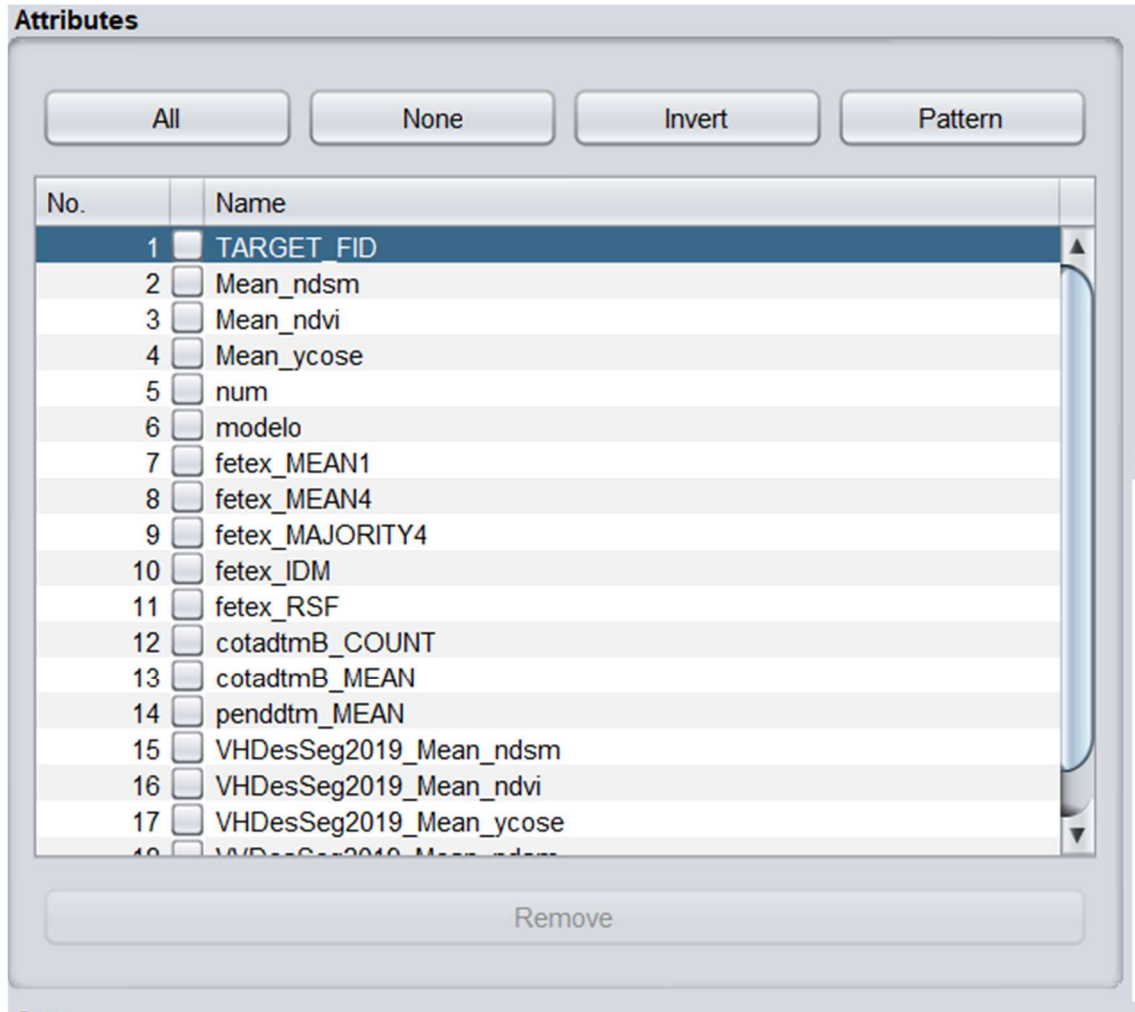 Attributes
All None Invert Pattern
No. Name
1 TARGET_FID
2 Mean_ndsm
3 Mean_ndvi
4 Mean_ycose
5 num
6 modelo
7 fetex_MEAN1
8 fetex_MEAN4
9 fetex_MAJORITY4
10 fetex_IDM
11 fetex_RSF
12 cotadtmB_COUNT
13 cotadtmB_MEAN
14 penddtm_MEAN
15 VHDesSeg2019_Mean_ndsm
16 VHDesSeg2019_Mean_ndvi
17 VHDesSeg2019_Mean_ycose
Remove